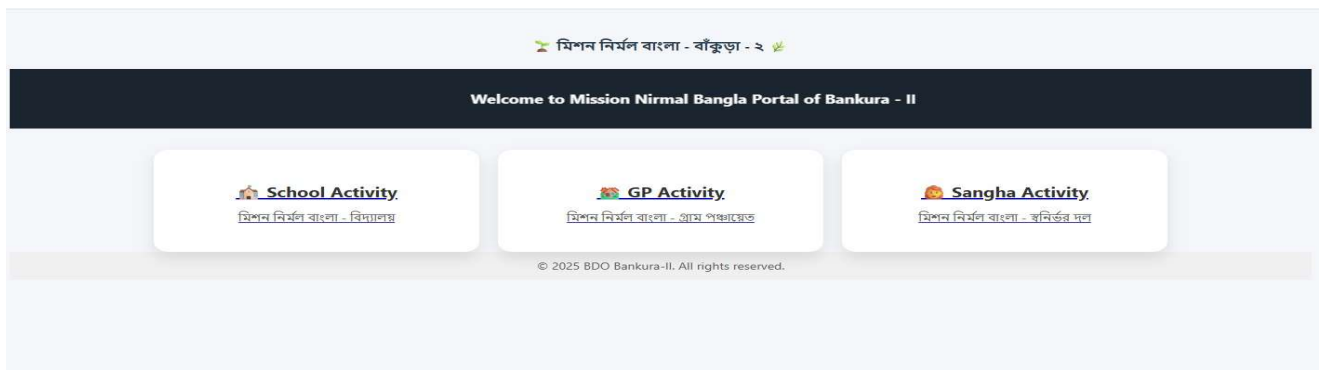 মিশন নির্মল বাংলা - বাঁকুড়া - ২
Welcome to Mission Nirmal Bangla Portal of Bankura - II
School Activity
মিশন নির্মল বাংলা - বিদ্যালয়
GP Activity
মিশন নির্মল বাংলা - গ্রাম পঞ্চায়েত
Sangha Activity
মিশন নির্মল বাংলা - স্বনির্ভর দল
© 2025 BDO Bankura-II. All rights reserved.